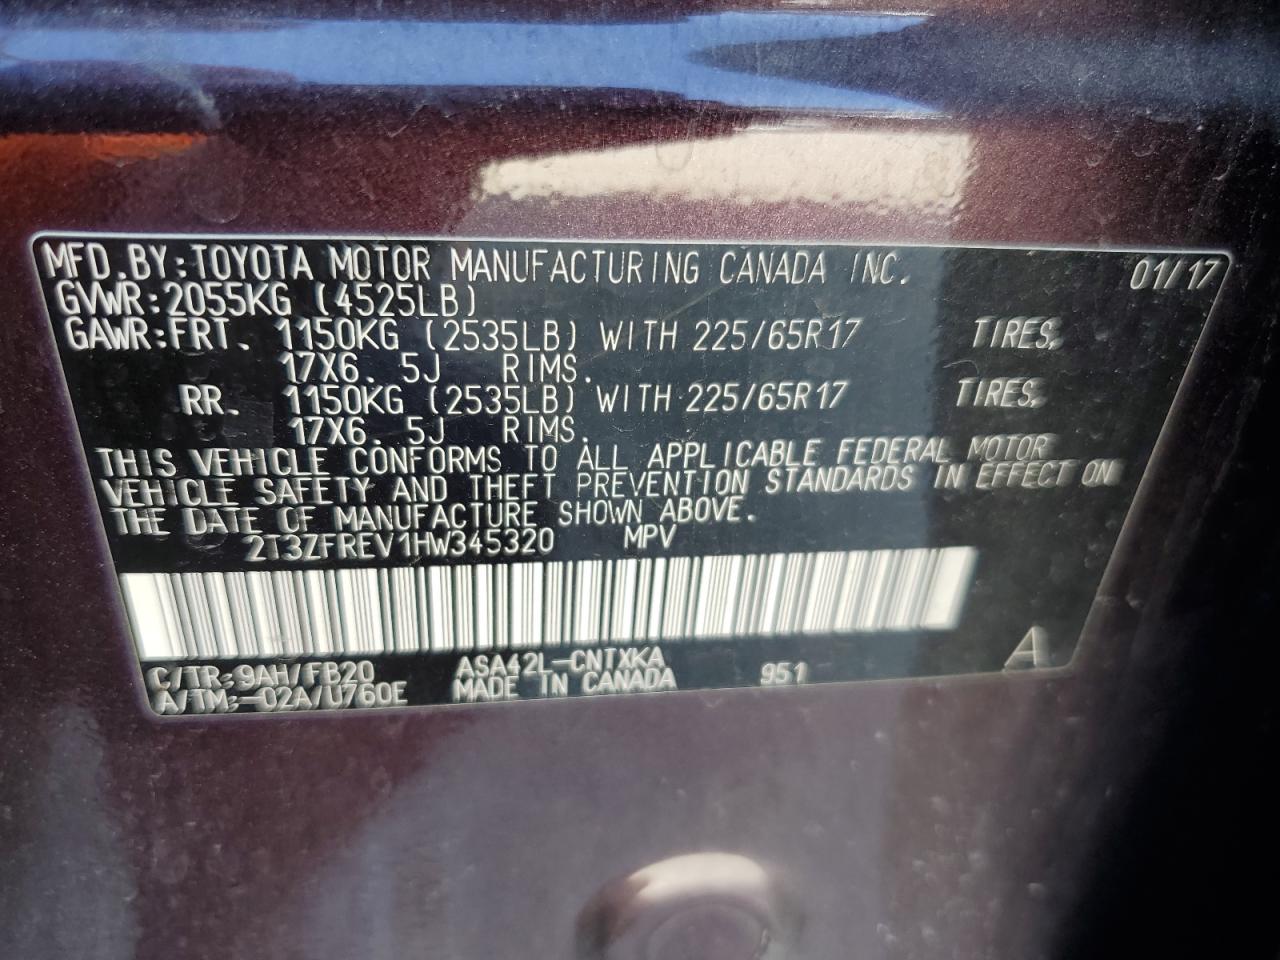 MFD.BY:TOYOTA MOTOR MANUFACTURING CANADA INC. 01/17
GVWR:2055KG (4525LB)
GAWR:FRT. 1150KG (2535LB) WITH 225/65R17 TIRES,
17X6.5J RIMS.
RR. 1150KG (2535LB) WITH 225/65R17 TIRES,
17X6.5J RIMS.
THIS VEHICLE CONFORMS TO ALL APPLICABLE FEDERAL MOTOR
VEHICLE SAFETY AND THEFT PREVENTION STANDARDS IN EFFECT ON
THE DATE OF MANUFACTURE SHOWN ABOVE.
2T3ZFREV1HW345320 MPV
C/TR:9AH/FB20 ASA42L-CNTXKA 951 A
A/TM:-02A/U760E MADE IN CANADA